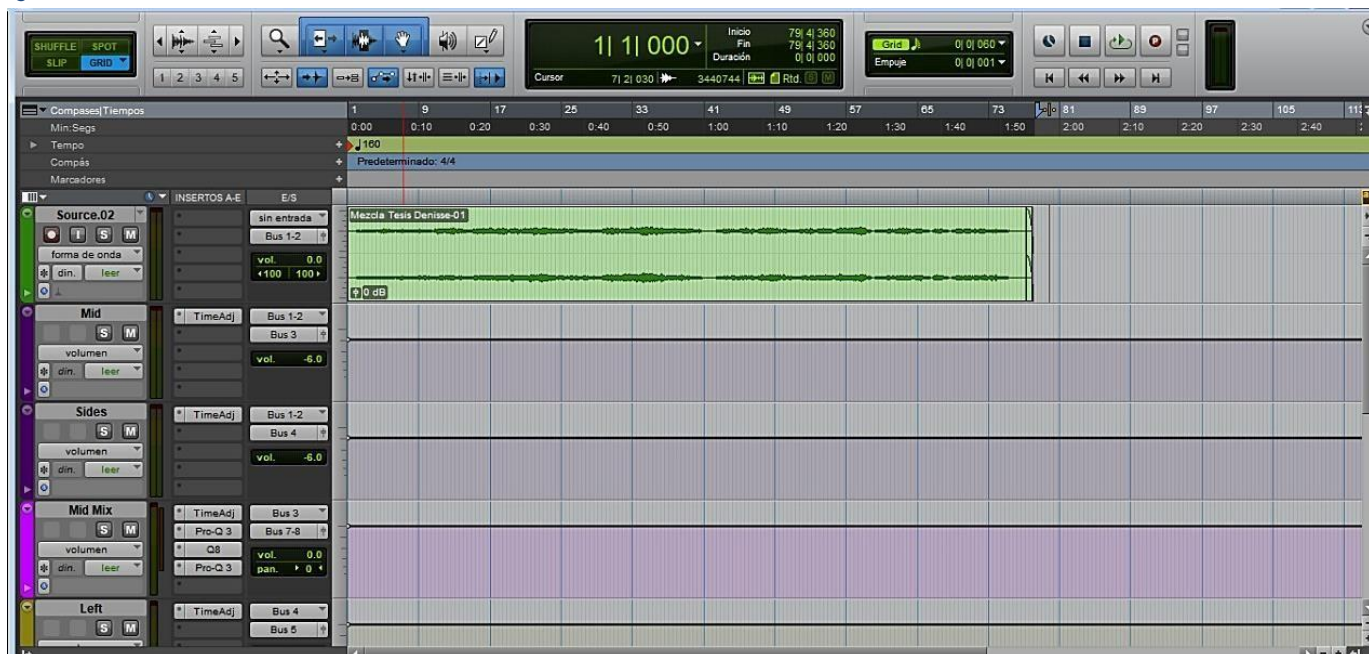 SHUFFLE SPOT
SLIP GRID
1 2 3 4 5
1| 1| 000
Inicio 79| 4| 360
Fin 79| 4| 360
Duración 0| 0| 000
Cursor 7| 2| 030 3440744 Rtd. S M
Grid 0| 0| 060
Empuje 0| 0| 001
Compases|Tiempos 1 9 17 25 33 41 49 57 65 73 81 89 97 105 113
Min:Segs 0:00 0:10 0:20 0:30 0:40 0:50 1:00 1:10 1:20 1:30 1:40 1:50 2:00 2:10 2:20 2:30 2:40
Tempo 160
Compás Predeterminado: 4/4
Marcadores
INSERTOS A-E E/S
Source.02 sin entrada Mezcla Tesis Denisse-01
I S M Bus 1-2
forma de onda vol. 0.0
din. leer 100 100
0 dB
Mid TimeAdj Bus 1-2
S M Bus 3
volumen vol. -6.0
din. leer
Sides TimeAdj Bus 1-2
S M Bus 4
volumen vol. -6.0
din. leer
Mid Mix TimeAdj Bus 3
S M Pro-Q 3 Bus 7-8
volumen Q8 vol. 0.0
din. leer Pro-Q 3 pan. 0
Left TimeAdj Bus 4
S M Bus 5